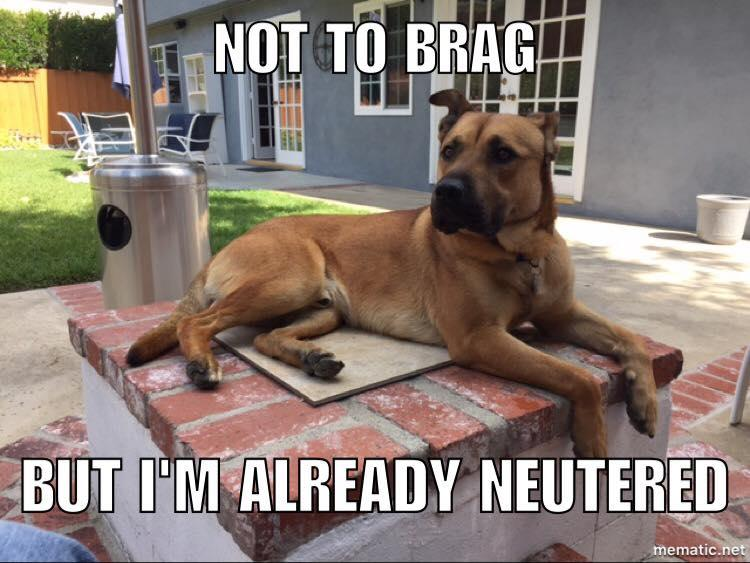 NOT TO BRAG
BUT I'M ALREADY NEUTERED
mematic.net